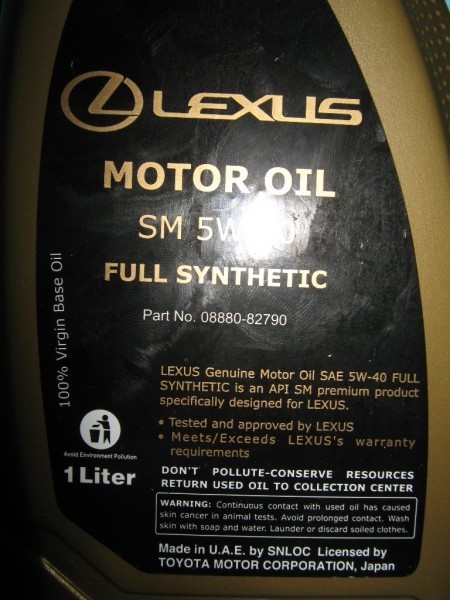 LEXUS
MOTOR OIL
SM 5W-40
FULL SYNTHETIC
Part No. 08880-82790
100% Virgin Base Oil
LEXUS Genuine Motor Oil SAE 5W-40 FULL
SYNTHETIC is an API SM premium product
specifically designed for LEXUS.
• Tested and approved by LEXUS
• Meets/Exceeds LEXUS's warranty
requirements
Avoid Environment Pollution
1 Liter
DON'T POLLUTE-CONSERVE RESOURCES
RETURN USED OIL TO COLLECTION CENTER
WARNING: Continuous contact with used oil has caused
skin cancer in animal tests. Avoid prolonged contact. Wash
skin with soap and water. Launder or discard soiled clothes.
Made in U.A.E. by SNLOC Licensed by
TOYOTA MOTOR CORPORATION, Japan